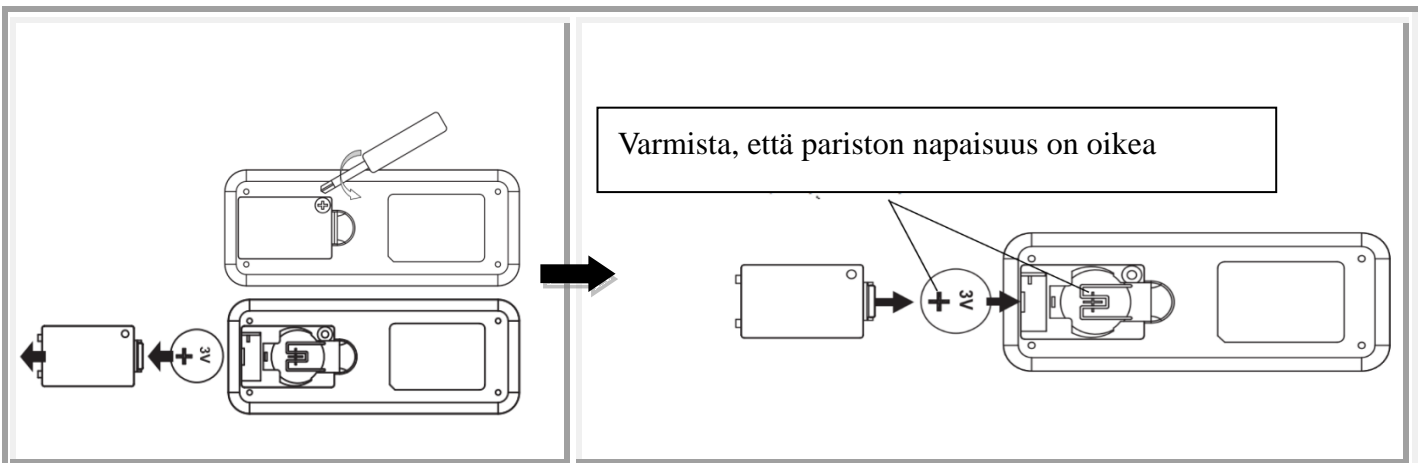 Varmista, että pariston napaisuus on oikea
+ 3V
+ 3V